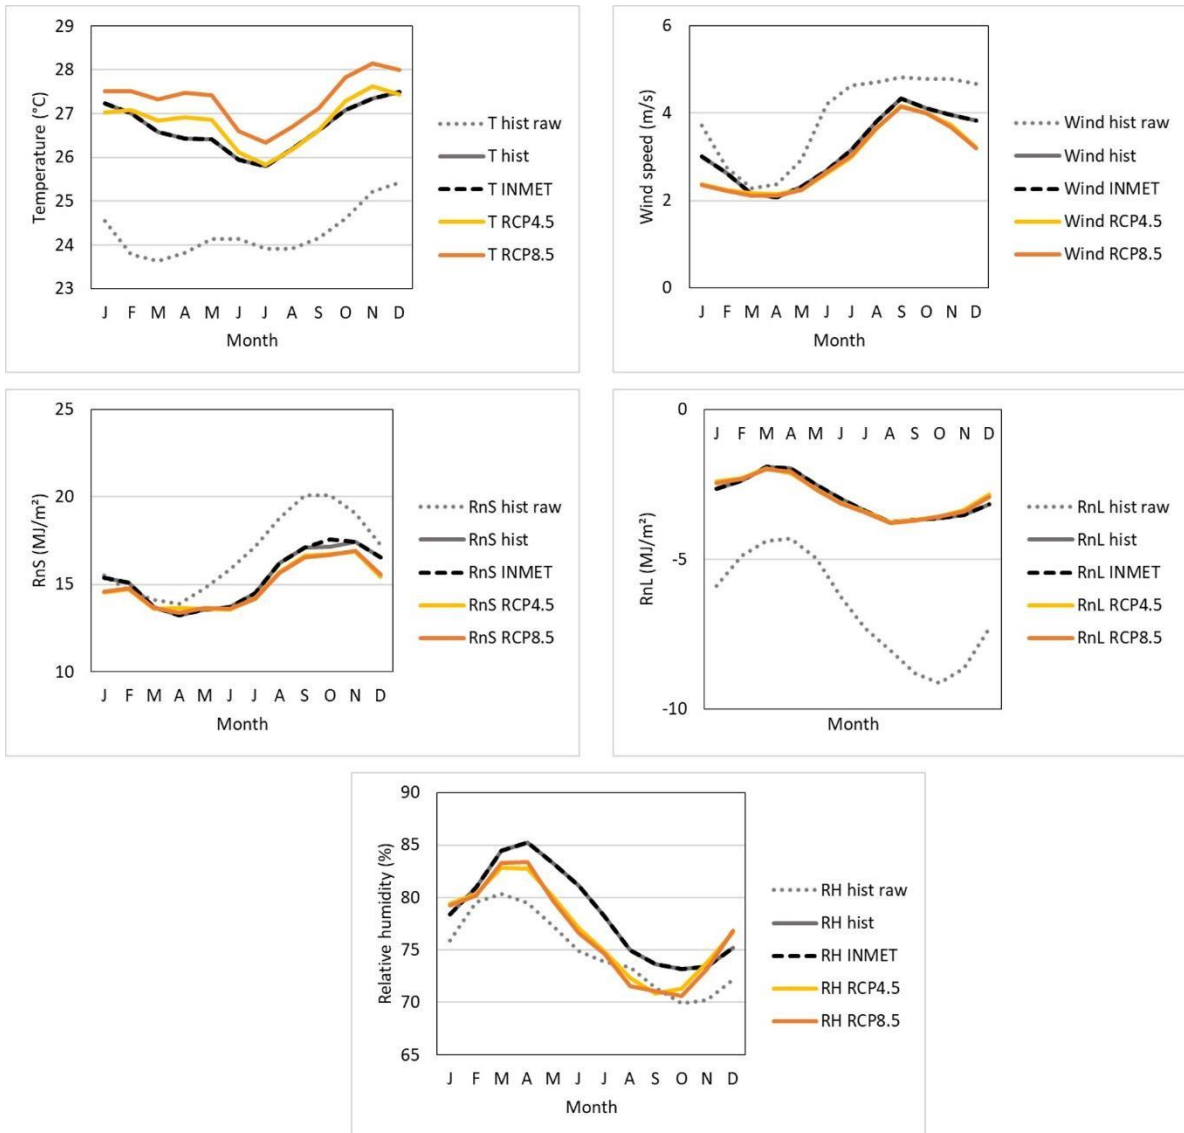 29
28
27
26
25
24
23
Temperature (°C)
J F M A M J J A S O N D
Month
T hist raw
T hist
T INMET
T RCP4.5
T RCP8.5
6
4
2
0
Wind speed (m/s)
J F M A M J J A S O N D
Month
Wind hist raw
Wind hist
Wind INMET
Wind RCP4.5
Wind RCP8.5
25
20
15
10
RnS (MJ/m²)
J F M A M J J A S O N D
Month
RnS hist raw
RnS hist
RnS INMET
RnS RCP4.5
RnS RCP8.5
0
-5
-10
RnL (MJ/m²)
J F M A M J J A S O N D
Month
RnL hist raw
RnL hist
RnL INMET
RnL RCP4.5
RnL RCP8.5
90
85
80
75
70
65
Relative humidity (%)
J F M A M J J A S O N D
Month
RH hist raw
RH hist
RH INMET
RH RCP4.5
RH RCP8.5